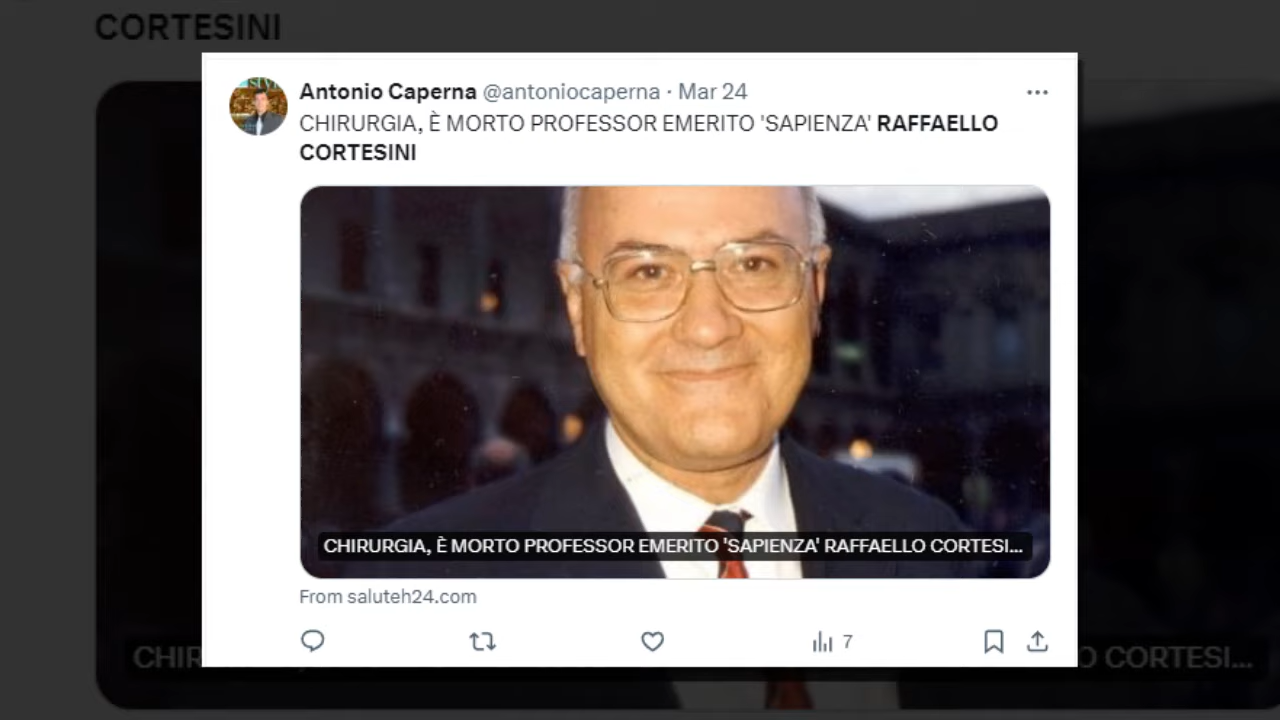 CORTESINI
Antonio Caperna @antoniocaperna · Mar 24
CHIRURGIA, È MORTO PROFESSOR EMERITO 'SAPIENZA' RAFFAELLO
CORTESINI
CHIRURGIA, È MORTO PROFESSOR EMERITO 'SAPIENZA' RAFFAELLO CORTESI...
From saluteh24.com
7
CHIR
O CORTESI...